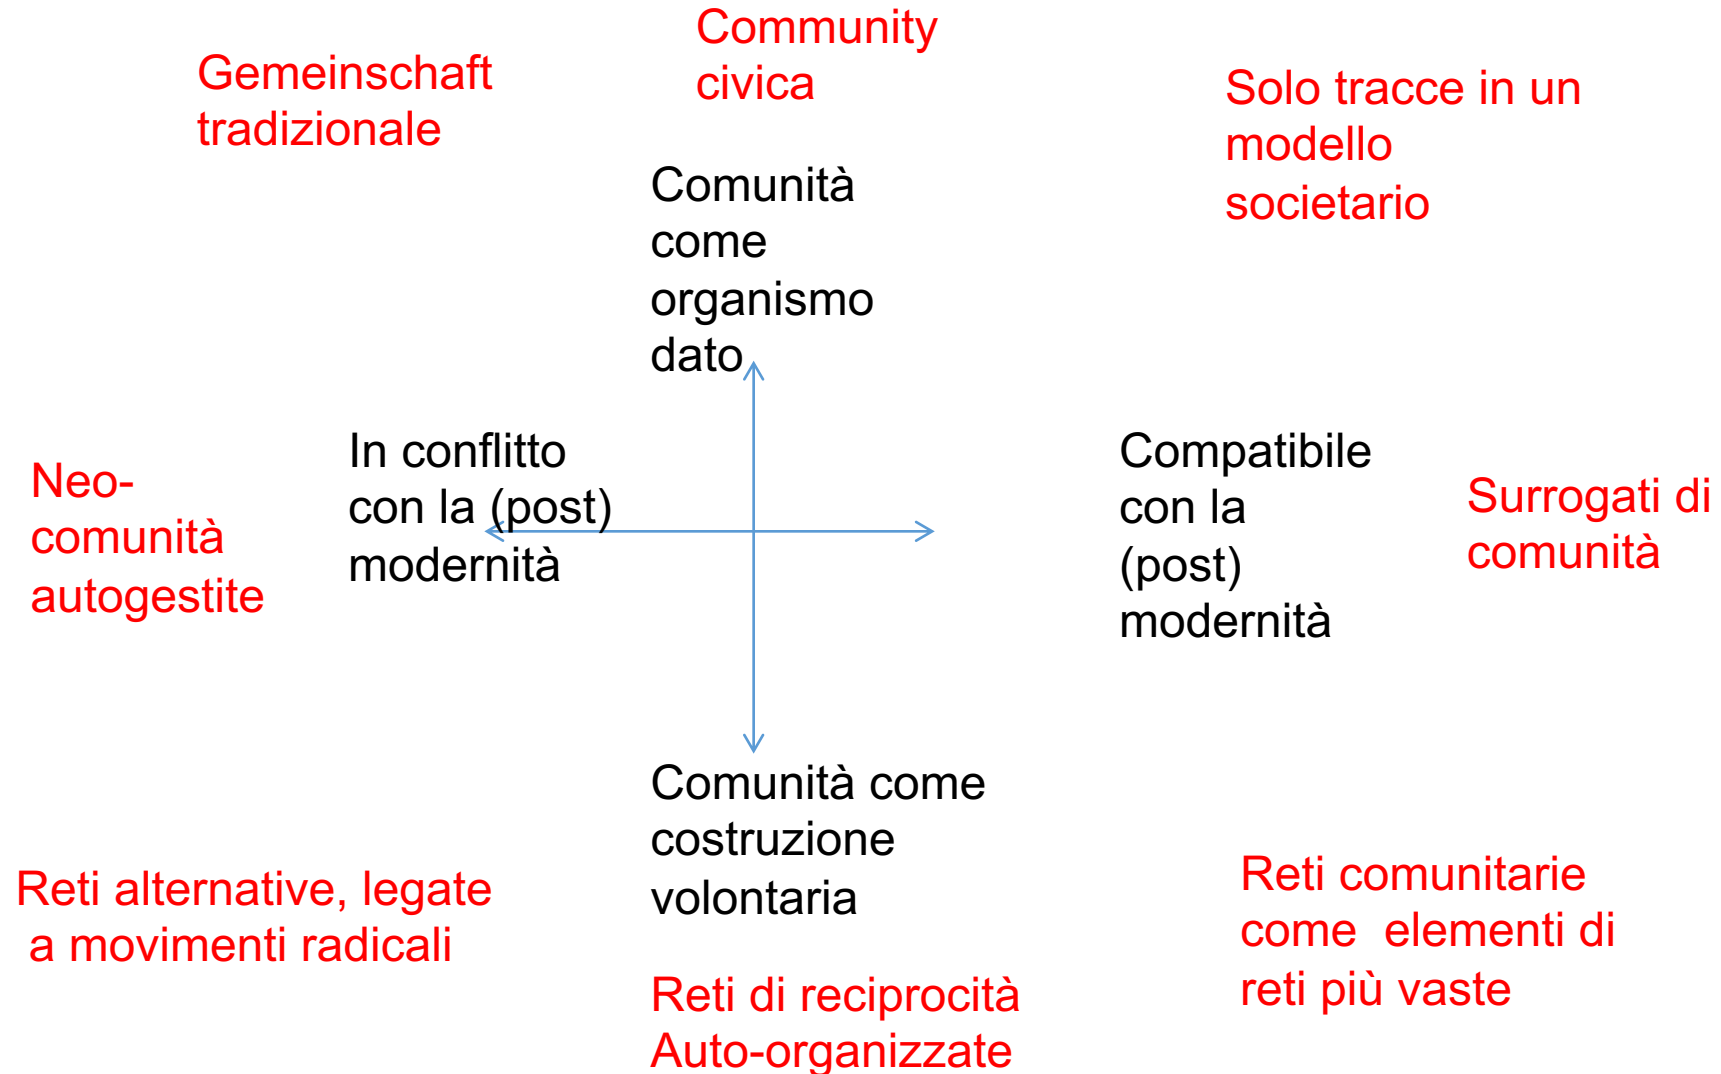 Community
civica
Gemeinschaft
tradizionale
Solo tracce in un
modello
societario
Comunità
come
organismo
dato
In conflitto
con la (post)
modernità
Compatibile
con la
(post)
modernità
Neo-
comunità
autogestite
Surrogati di
comunità
Comunità come
costruzione
volontaria
Reti alternative, legate
a movimenti radicali
Reti comunitarie
come  elementi di
reti più vaste
Reti di reciprocità
Auto-organizzate